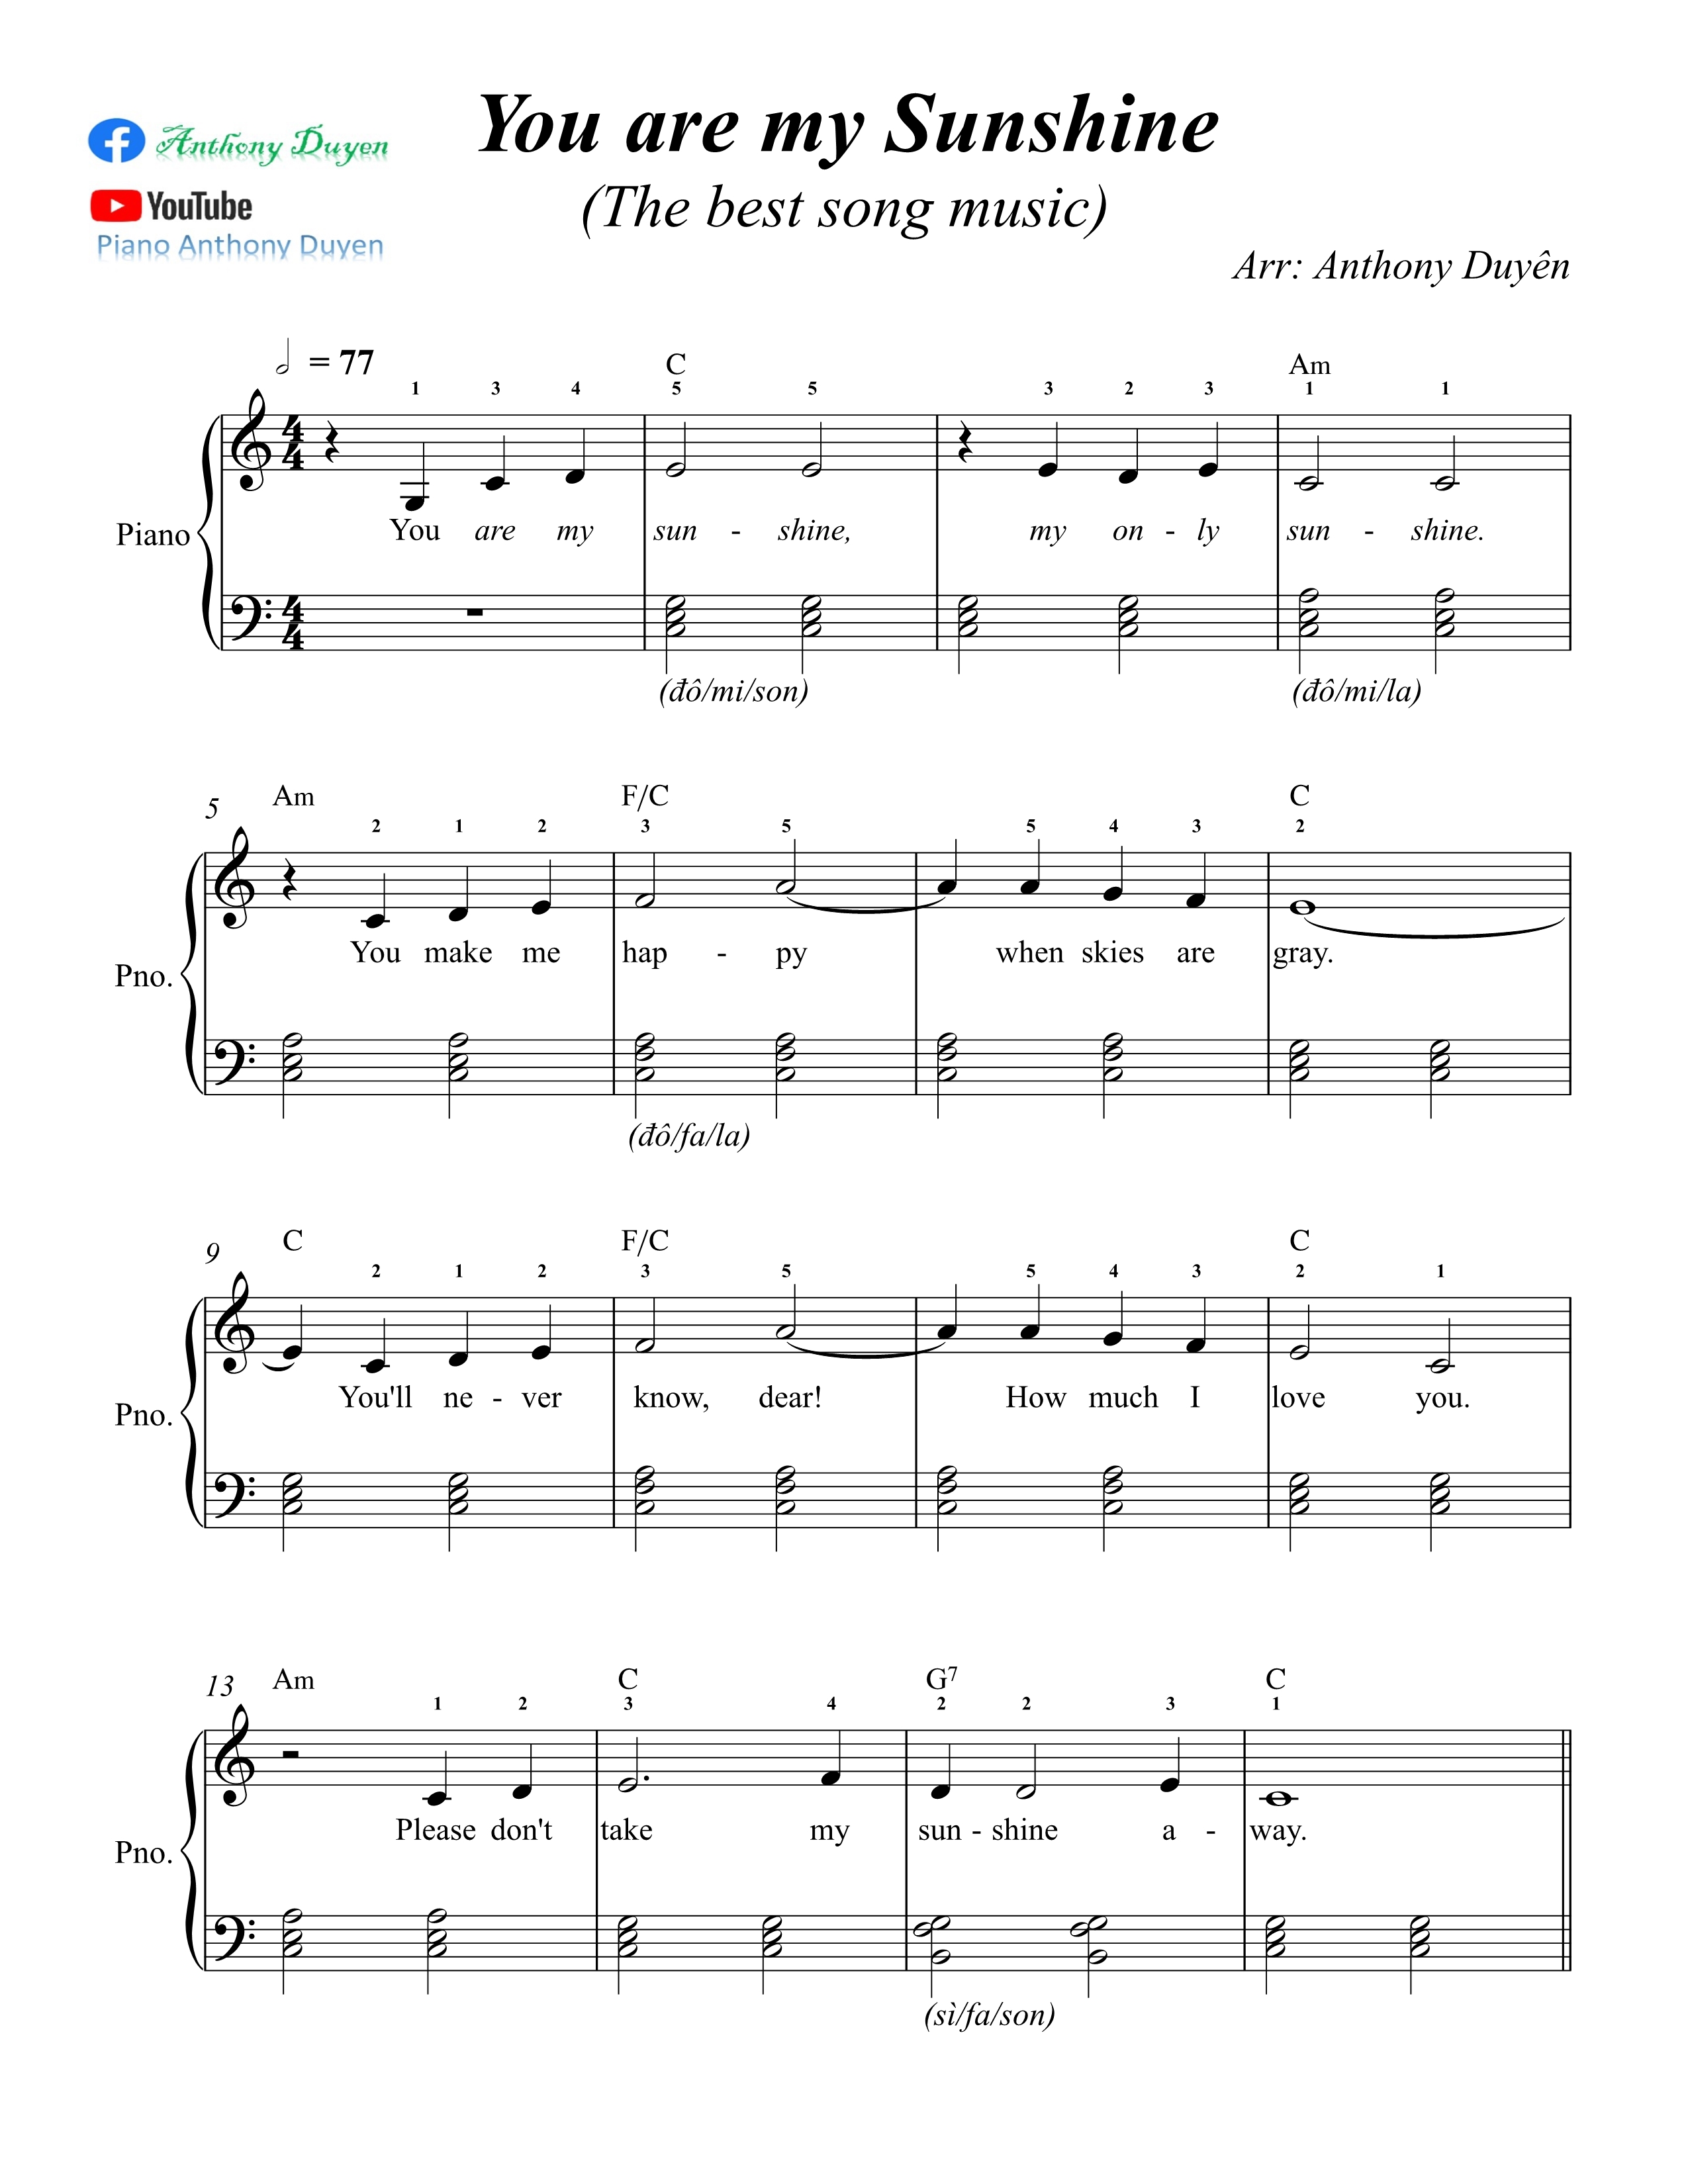 You are my Sunshine
Anthony Duyen
YouTube
(The best song music)
Piano Anthony Duyen
Arr: Anthony Duyên
= 77
C Am
1 3 4 5 5 3 2 3 1 1
4 4
Piano
You are my sun - shine, my on - ly sun - shine.
4 4
(đô/mi/son) (đô/mi/la)
5 Am F/C C
2 1 2 3 5 5 4 3 2
You make me hap - py when skies are gray.
Pno.
(đô/fa/la)
9 C F/C C
2 1 2 3 5 5 4 3 2 1
You'll ne - ver know, dear! How much I love you.
Pno.
13 Am C G7 C
1 2 3 4 2 2 3 1
Please don't take my sun - shine a - way.
Pno.
(sì/fa/son)